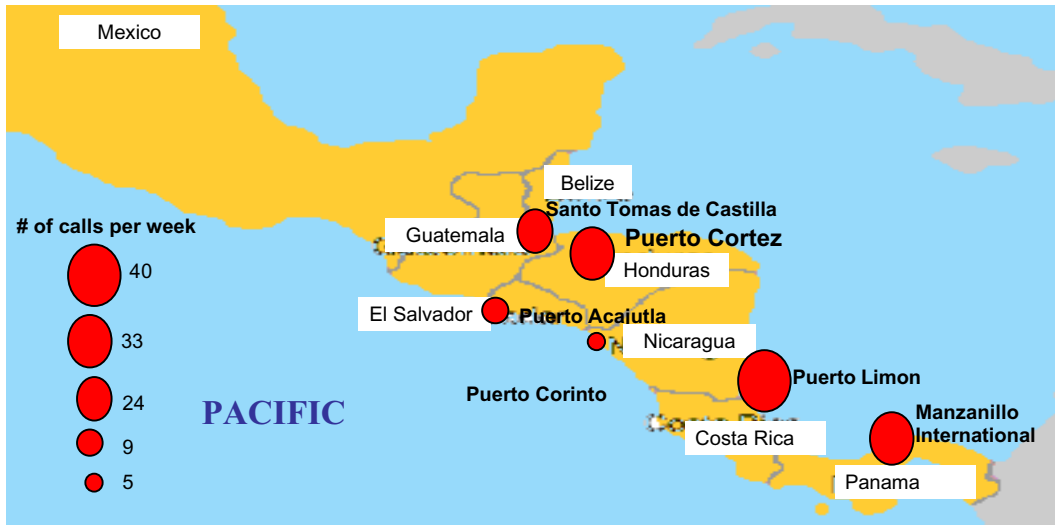 Mexico
Belize
Santo Tomas de Castilla
# of calls per week
Guatemala
Puerto Cortez
40
Honduras
El Salvador
Puerto Acaiutla
33
Nicaragua
Puerto Limon
Puerto Corinto
24
PACIFIC
Manzanillo
International
Costa Rica
9
Panama
5